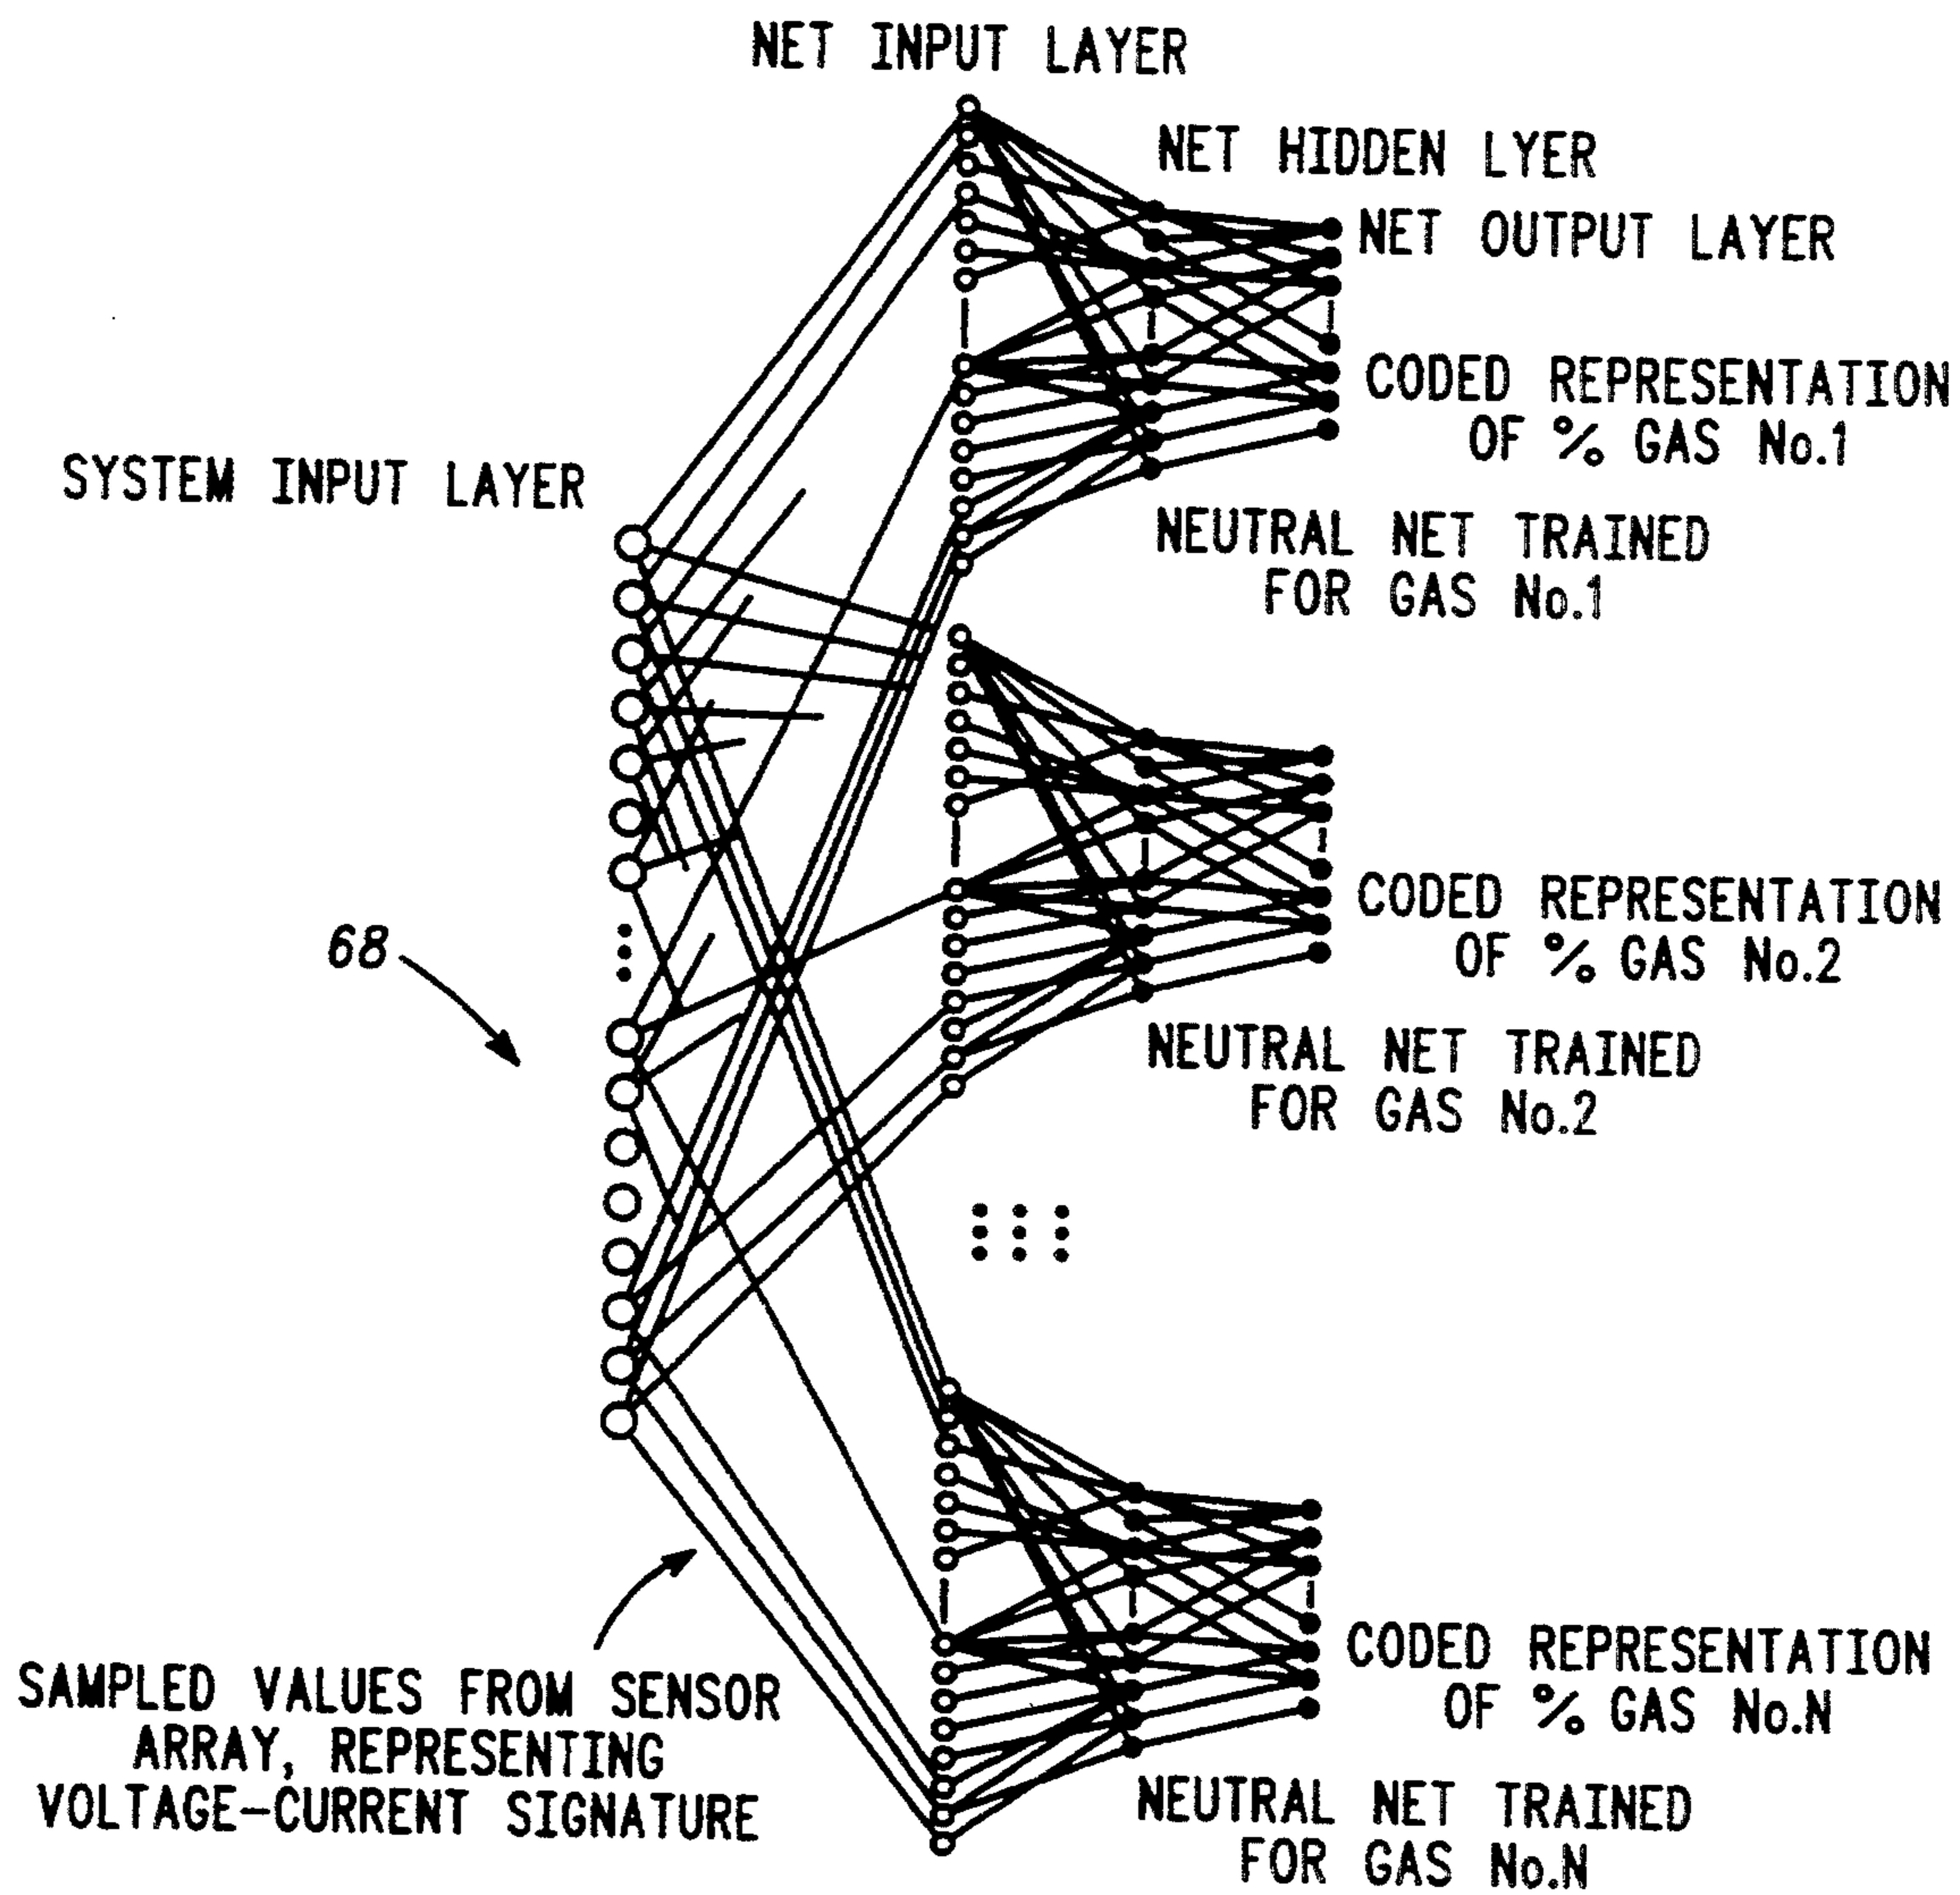 NET INPUT LAYER
NET HIDDEN LYER
NET OUTPUT LAYER
CODED REPRESENTATION
OF % GAS No.1
SYSTEM INPUT LAYER
NEUTRAL NET TRAINED
FOR GAS No.1
68
CODED REPRESENTATION
OF % GAS No.2
NEUTRAL NET TRAINED
FOR GAS No.2
CODED REPRESENTATION
OF % GAS No.N
SAMPLED VALUES FROM SENSOR
ARRAY, REPRESENTING
VOLTAGE-CURRENT SIGNATURE
NEUTRAL NET TRAINED
FOR GAS No.N